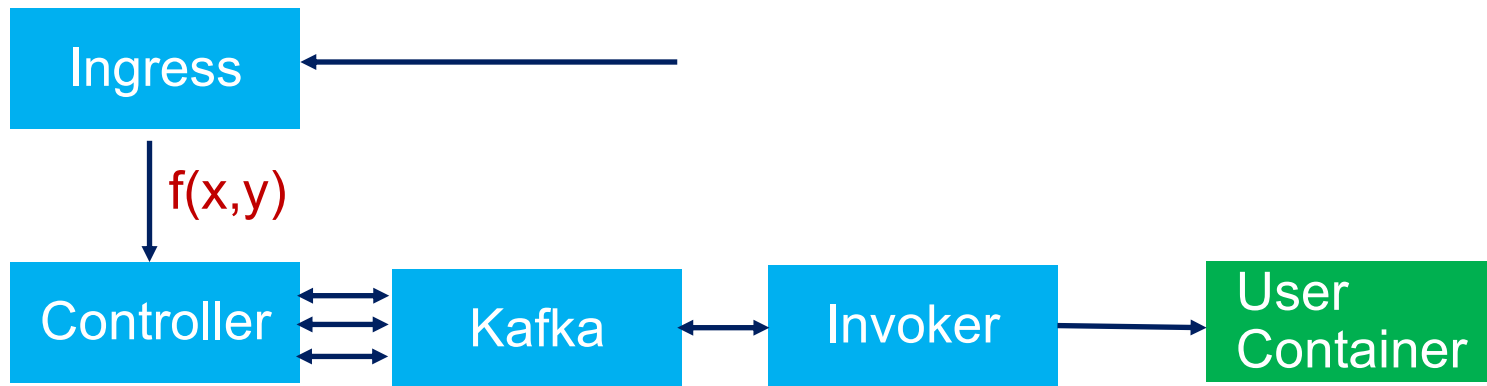 Ingress
f(x,y)
Controller
Kafka
Invoker
User
Container